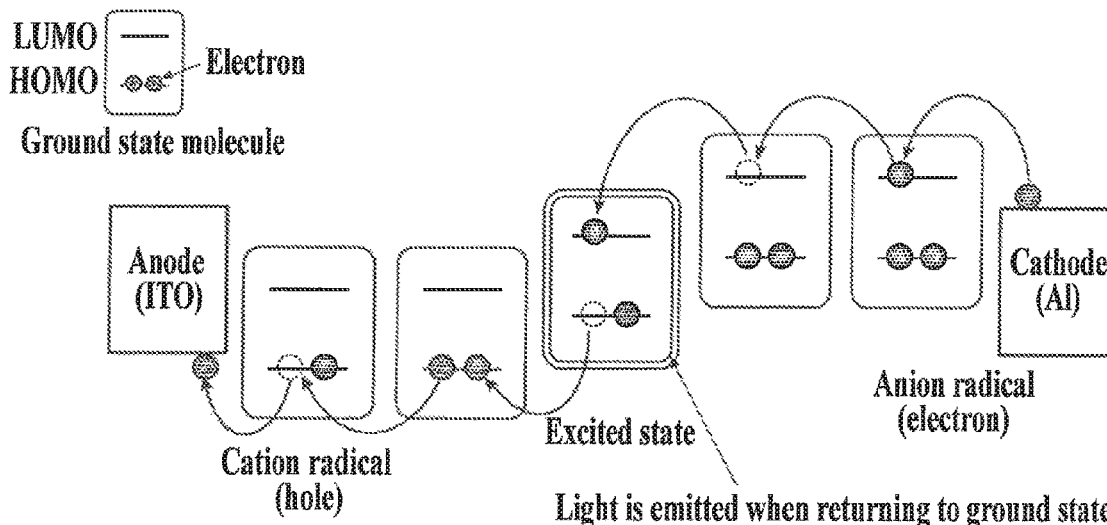 LUMO
HOMO
Electron
Ground state molecule
Anode
(ITO)
Cathode
(Al)
Cation radical
(hole)
Excited state
Anion radical
(electron)
Light is emitted when returning to ground state